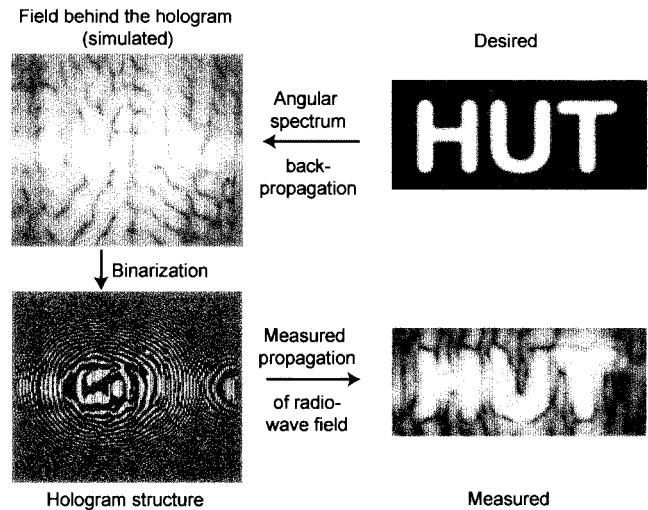 Field behind the hologram
(simulated)
Desired
Angular
spectrum
back-
propagation
HUT
Binarization
Measured
propagation
of radio-
wave field
HUT
Hologram structure
Measured